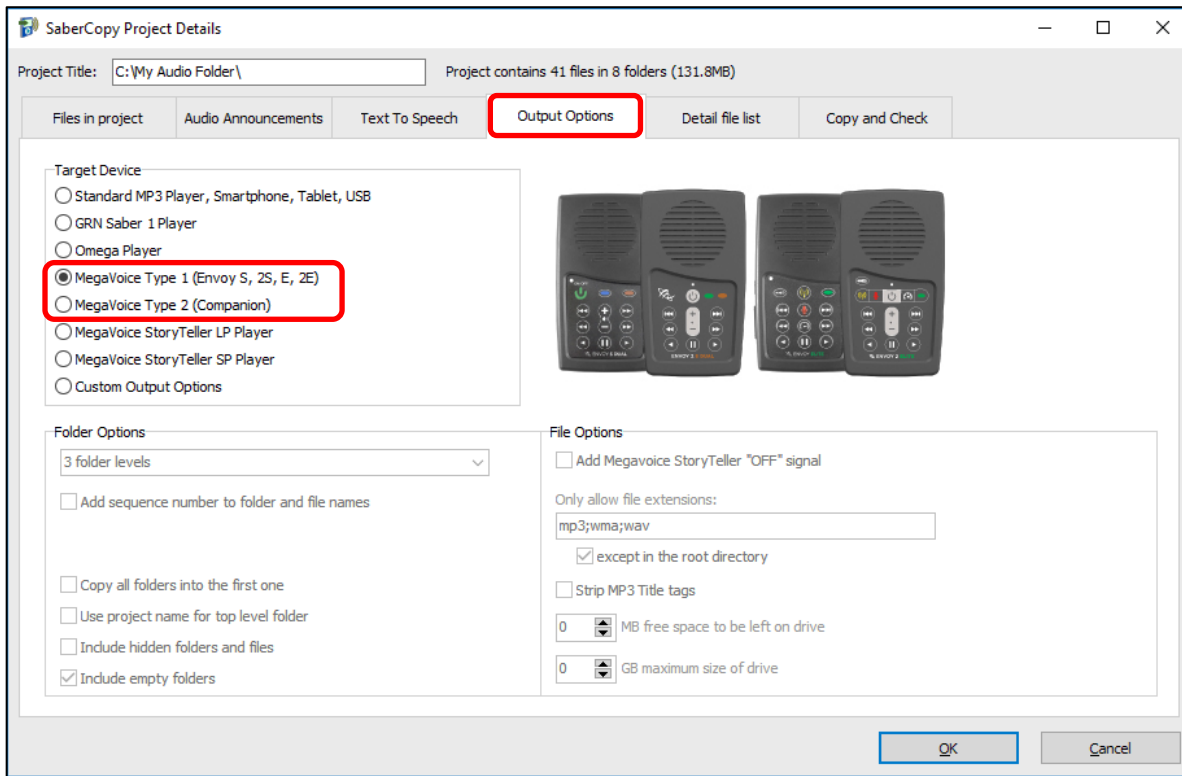 SaberCopy Project Details
Project Title: C:\My Audio Folder\ Project contains 41 files in 8 folders (131.8MB)
Files in project Audio Announcements Text To Speech Output Options Detail file list Copy and Check
Target Device
Standard MP3 Player, Smartphone, Tablet, USB
GRN Saber 1 Player
Omega Player
MegaVoice Type 1 (Envoy S, 2S, E, 2E)
MegaVoice Type 2 (Companion)
MegaVoice StoryTeller LP Player
MegaVoice StoryTeller SP Player
Custom Output Options
Folder Options
3 folder levels
Add sequence number to folder and file names
Copy all folders into the first one
Use project name for top level folder
Include hidden folders and files
Include empty folders
File Options
Add Megavoice StoryTeller "OFF" signal
Only allow file extensions:
mp3;wma;wav
except in the root directory
Strip MP3 Title tags
0 MB free space to be left on drive
0 GB maximum size of drive
OK Cancel